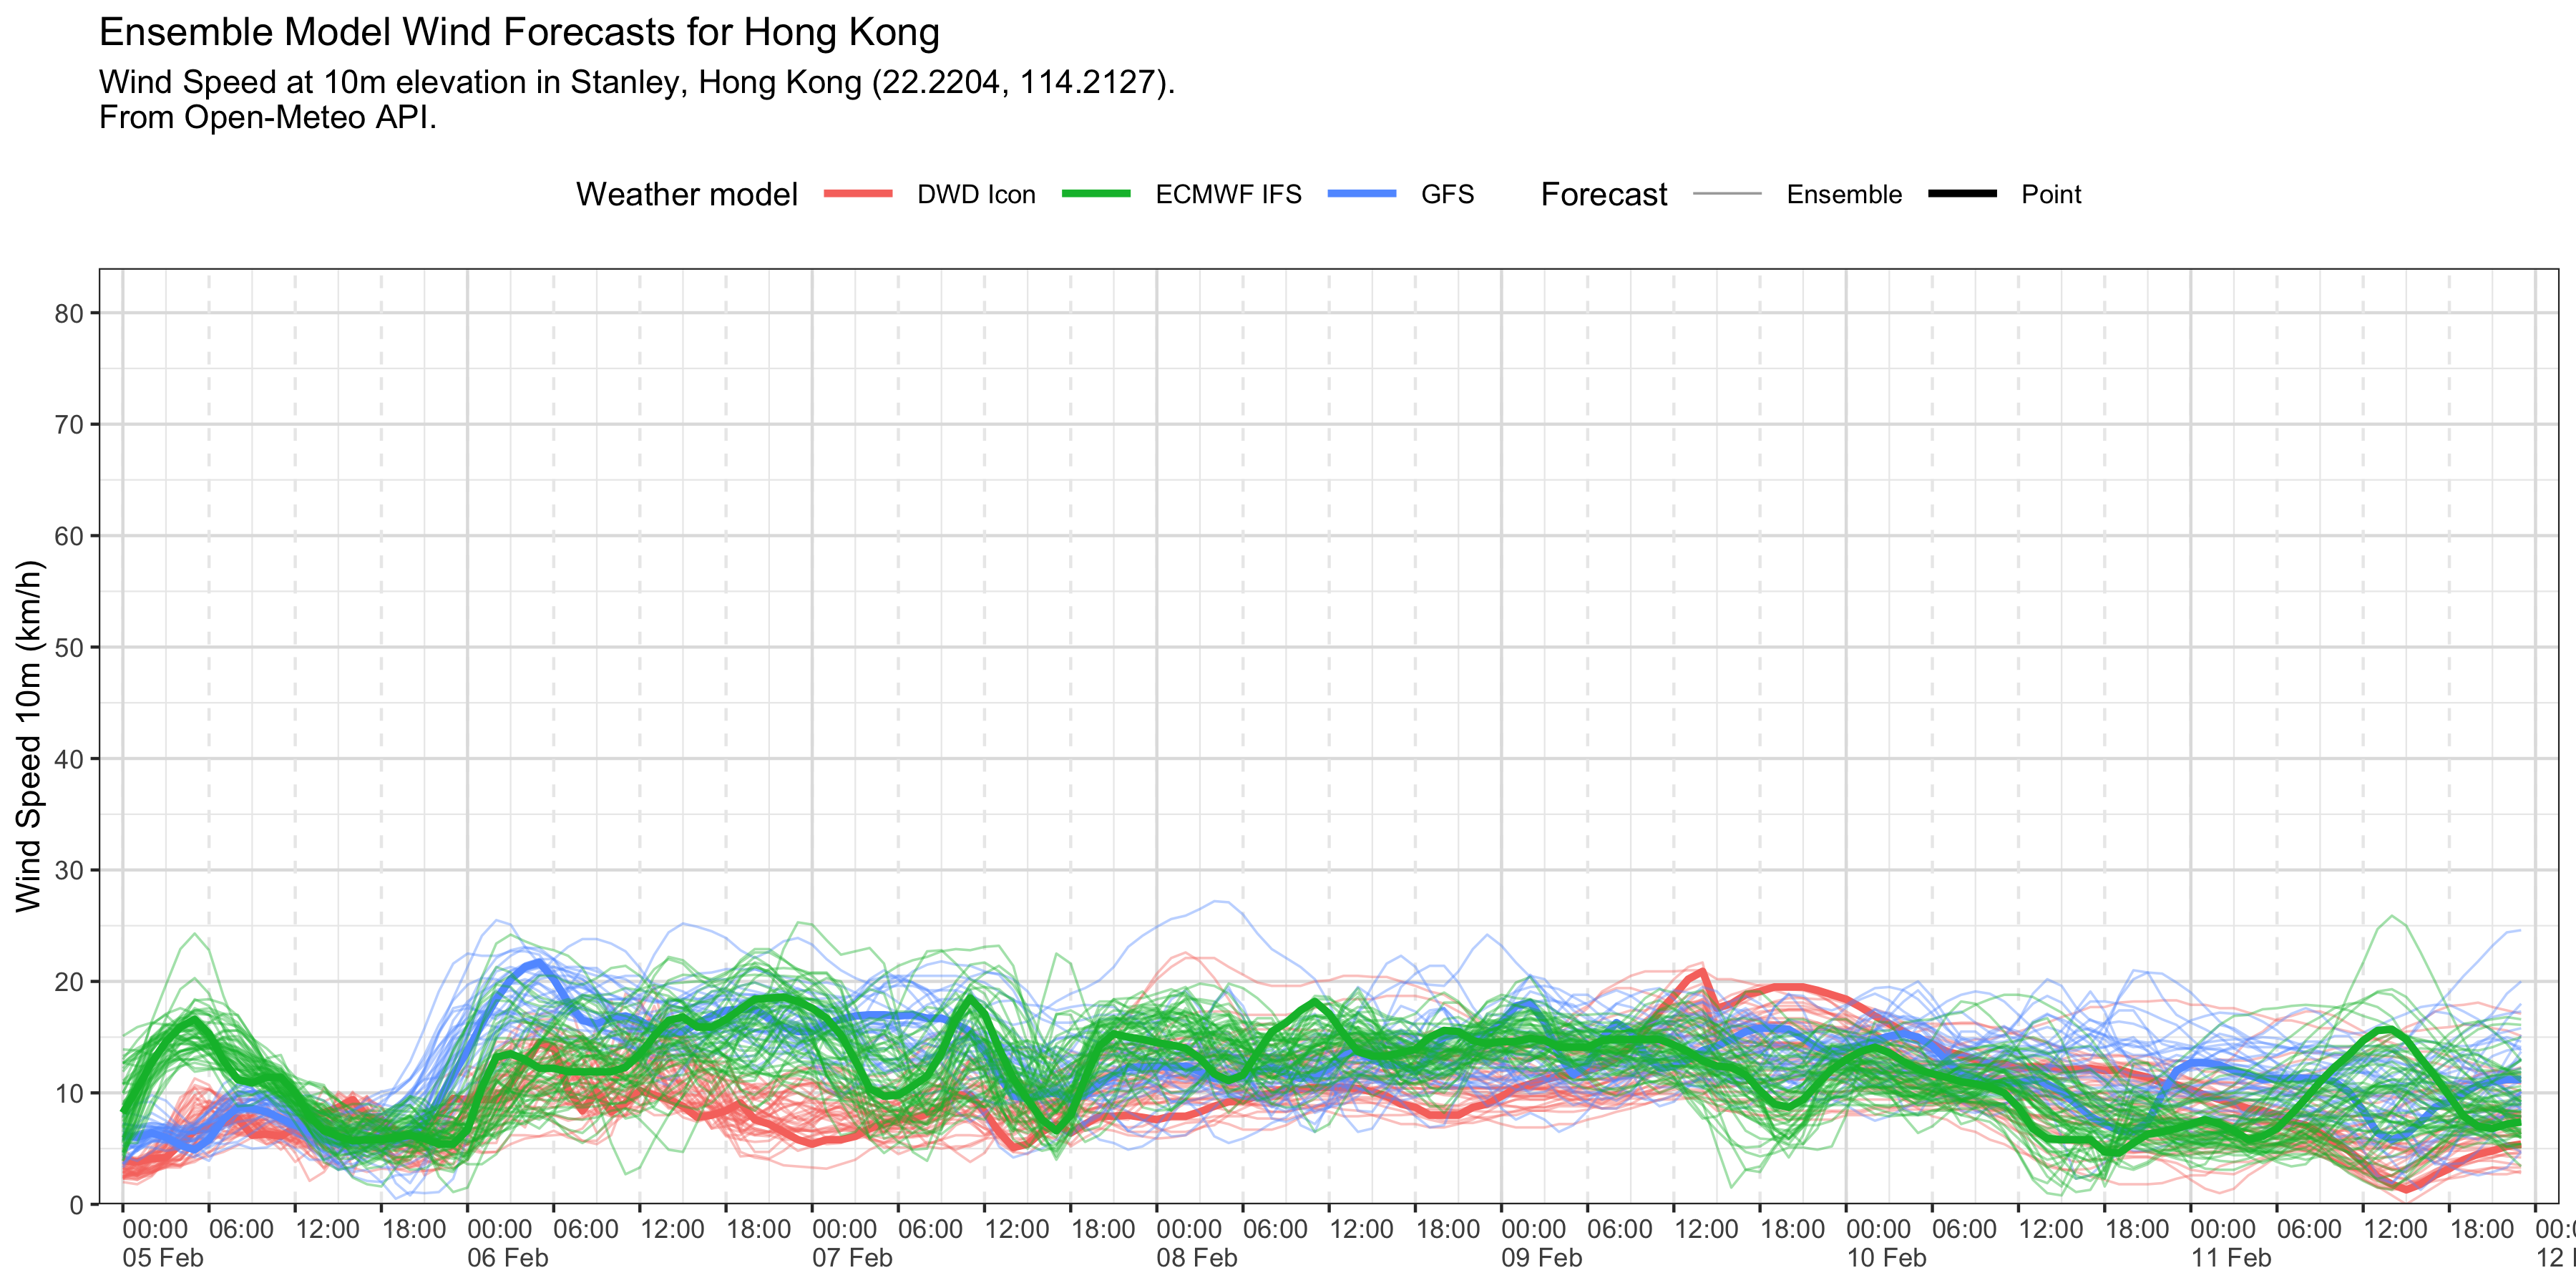 Ensemble Model Wind Forecasts for Hong Kong
Wind Speed at 10m elevation in Stanley, Hong Kong (22.2204, 114.2127).
From Open-Meteo API.
Weather model DWD Icon ECMWF IFS GFS Forecast Ensemble Point
Wind Speed 10m (km/h)
80
70
60
50
40
30
20
10
0
00:00 06:00 12:00 18:00 00:00 06:00 12:00 18:00 00:00 06:00 12:00 18:00 00:00 06:00 12:00 18:00 00:00 06:00 12:00 18:00 00:00 06:00 12:00 18:00 00:00 06:00 12:00 18:00
05 Feb 06 Feb 07 Feb 08 Feb 09 Feb 10 Feb 11 Feb 12